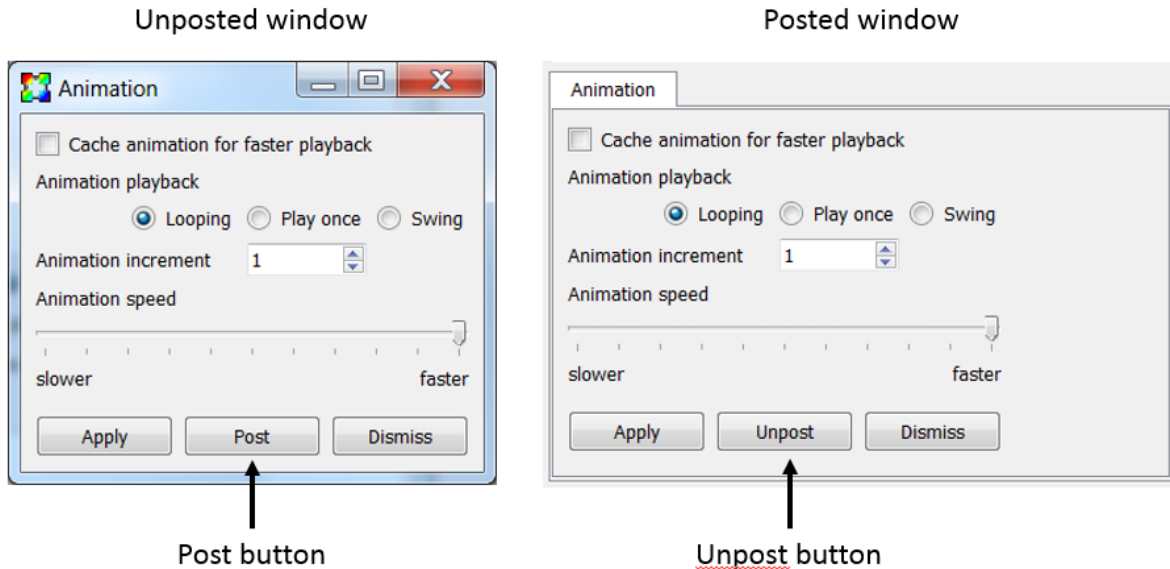 Unposted window
Posted window
Animation
Cache animation for faster playback
Animation playback
Looping Play once Swing
Animation increment 1
Animation speed
slower faster
Apply Post Dismiss
Post button
Animation
Cache animation for faster playback
Animation playback
Looping Play once Swing
Animation increment 1
Animation speed
slower faster
Apply Unpost Dismiss
Unpost button